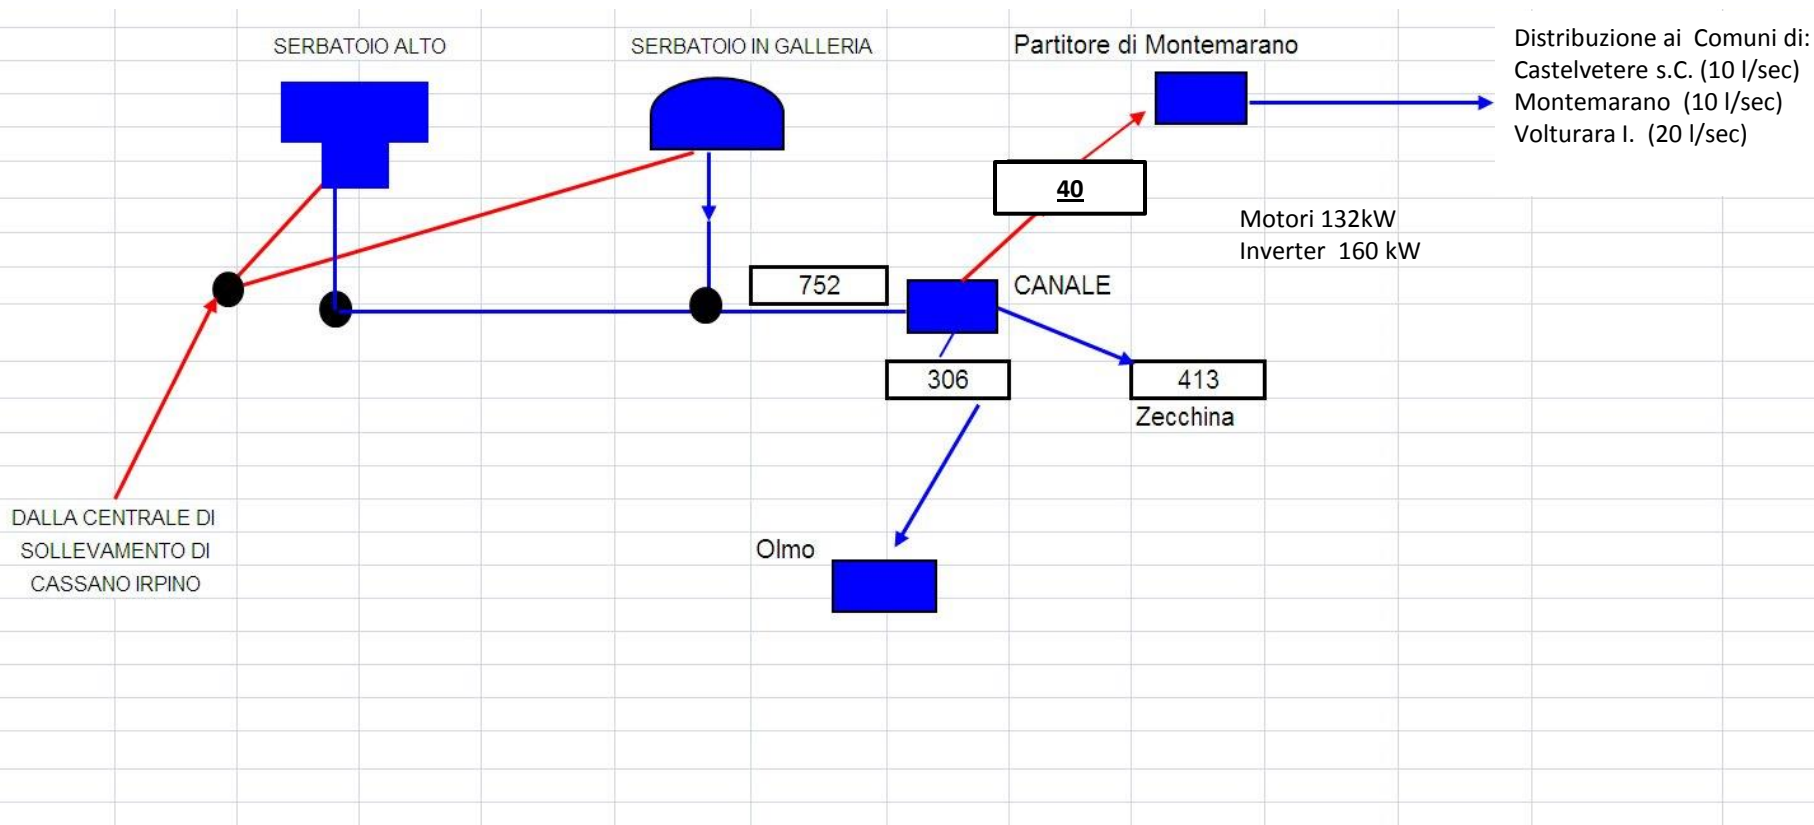 SERBATOIO ALTO
SERBATOIO IN GALLERIA
Partitore di Montemarano
Distribuzione ai Comuni di:
Castelvetere s.C. (10 l/sec)
Montemarano (10 l/sec)
Volturara I. (20 l/sec)
40
Motori 132kW
Inverter 160 kW
752
CANALE
306
413
Zecchina
DALLA CENTRALE DI
SOLLEVAMENTO DI
CASSANO IRPINO
Olmo